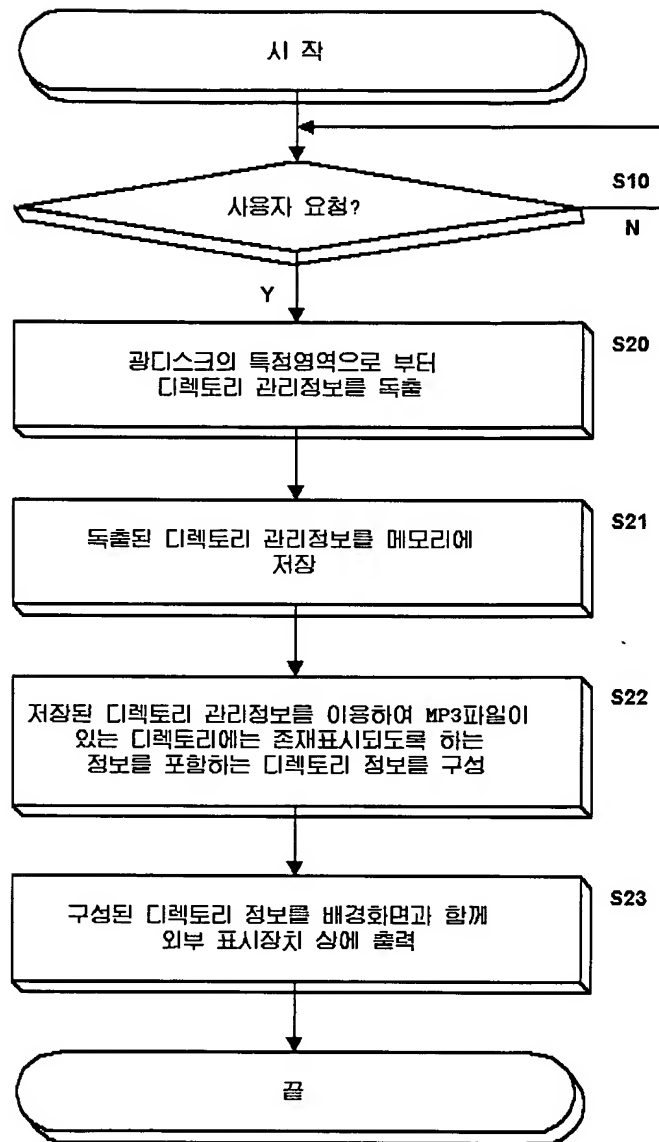 시 작
사용자 요청?
S10
N
Y
광디스크의 특정영역으로 부터
디렉토리 관리정보를 독출
S20
독출된 디렉토리 관리정보를 메모리에
저장
S21
저장된 디렉토리 관리정보를 이용하여 MP3파일이
있는 디렉토리에는 존재표시되도록 하는
정보를 포함하는 디렉토리 정보를 구성
S22
구성된 디렉토리 정보를 배경화면과 함께
외부 표시장치 상에 출력
S23
끝